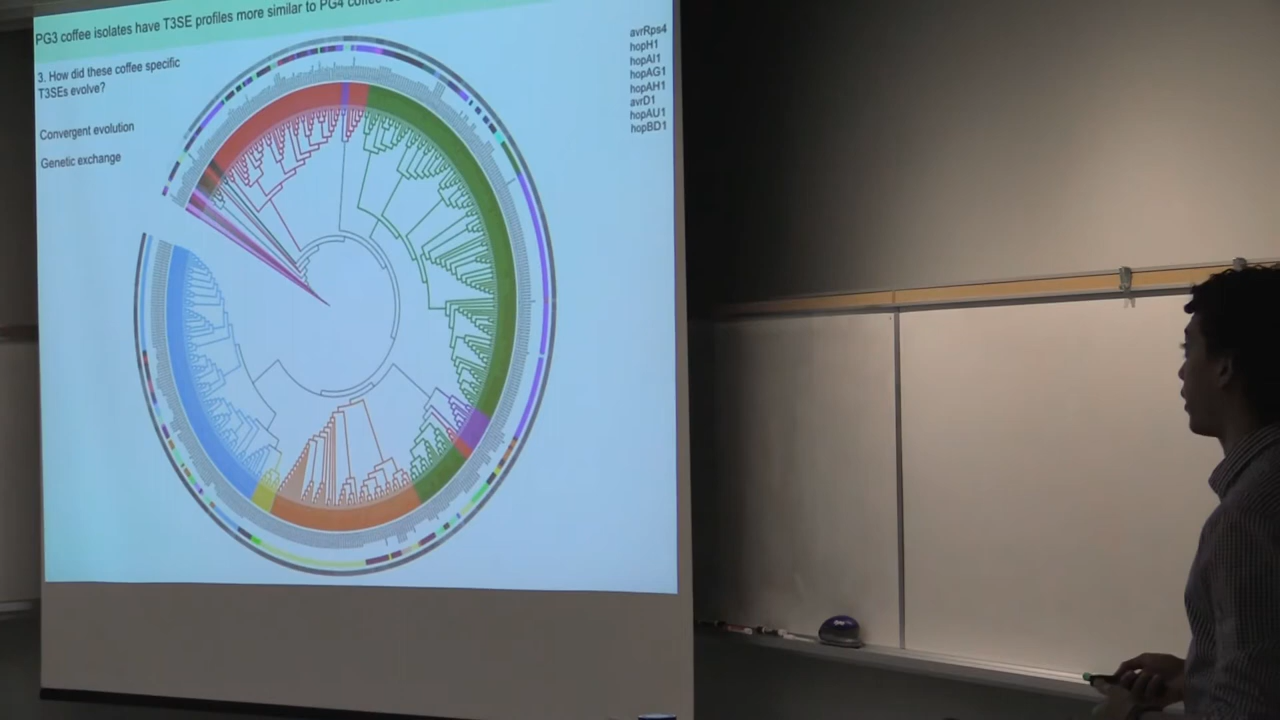 PG3 coffee isolates have T3SE profiles more similar to PG4 coffee
3. How did these coffee specific
T3SEs evolve?
Convergent evolution
Genetic exchange
avrRps4
hopH1
hopAI1
hopAG1
hopAH1
avrD1
hopAU1
hopBD1